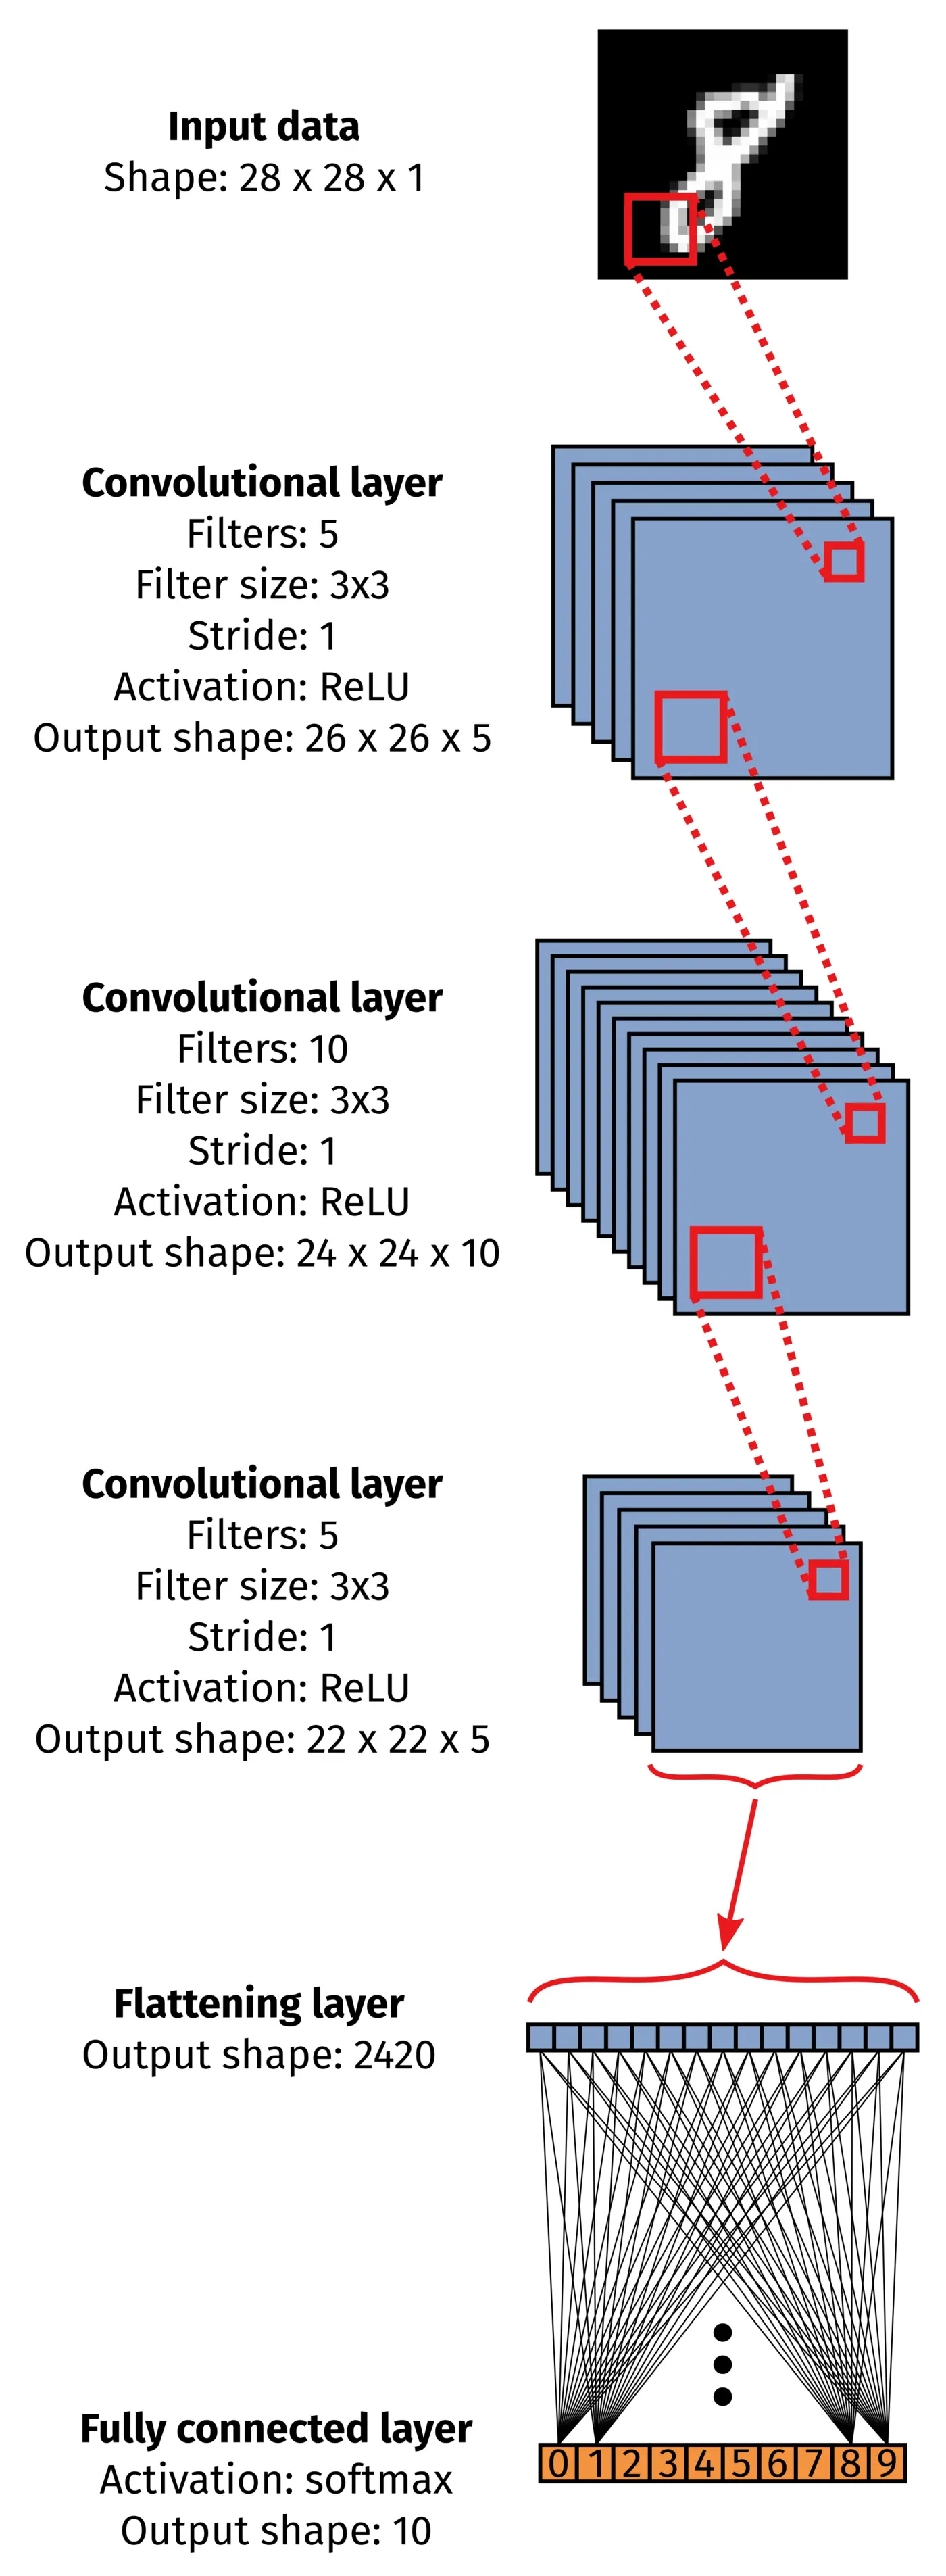 Input data
Shape: 28 x 28 x 1
Convolutional layer
Filters: 5
Filter size: 3x3
Stride: 1
Activation: ReLU
Output shape: 26 x 26 x 5
Convolutional layer
Filters: 10
Filter size: 3x3
Stride: 1
Activation: ReLU
Output shape: 24 x 24 x 10
Convolutional layer
Filters: 5
Filter size: 3x3
Stride: 1
Activation: ReLU
Output shape: 22 x 22 x 5
Flattening layer
Output shape: 2420
Fully connected layer
Activation: softmax
Output shape: 10
0 1 2 3 4 5 6 7 8 9